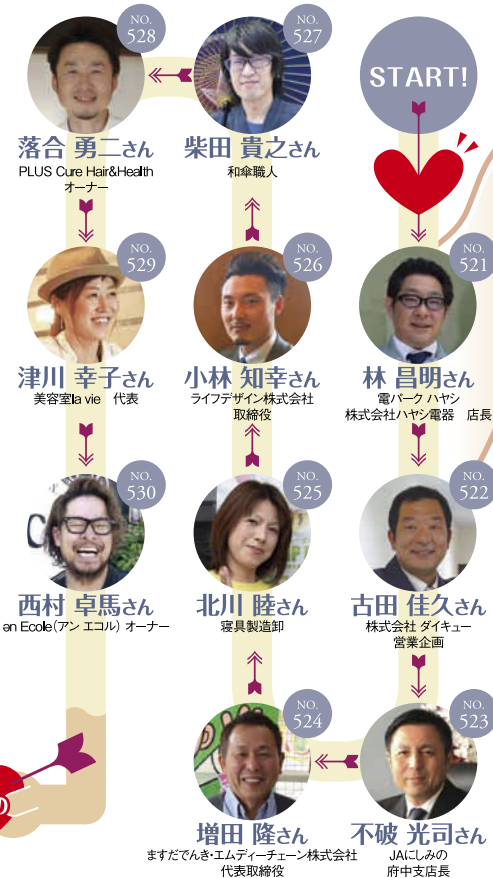 START!
NO.
521
林 昌明さん
電パーク ハヤシ
株式会社ハヤシ電器 店長
NO.
522
古田 佳久さん
株式会社 ダイキュー
営業企画
NO.
523
不破 光司さん
JAにしみの
府中支店長
NO.
524
増田 隆さん
ますだでんき・エムディーチェーン株式会社
代表取締役
NO.
525
北川 睦さん
寝具製造卸
NO.
526
小林 知幸さん
ライフデザイン株式会社
取締役
NO.
527
柴田 貴之さん
和傘職人
NO.
528
落合 勇二さん
PLUS Cure Hair&Health
オーナー
NO.
529
津川 幸子さん
美容室la vie 代表
NO.
530
西村 卓馬さん
an Ecole(アン エコル) オーナー